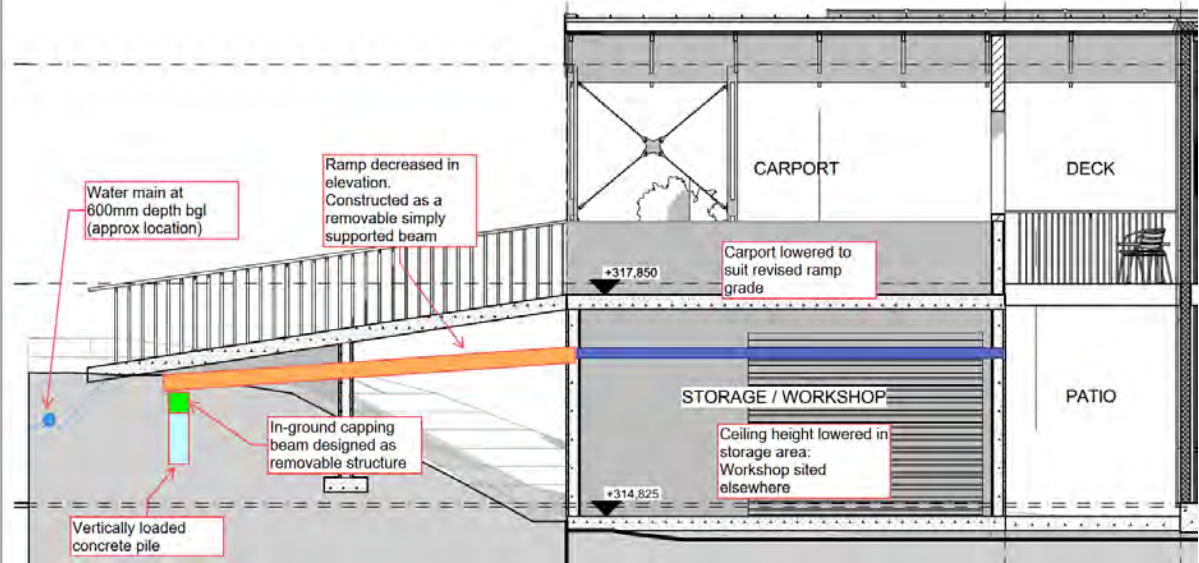 Water main at
600mm depth bgl
(approx location)
Ramp decreased in
elevation.
Constructed as a
removable simply
supported beam
CARPORT
DECK
+317,850
Carport lowered to
suit revised ramp
grade
STORAGE / WORKSHOP
PATIO
In-ground capping
beam designed as
removable structure
Ceiling height lowered in
storage area:
Workshop sited
elsewhere
+314,825
Vertically loaded
concrete pile